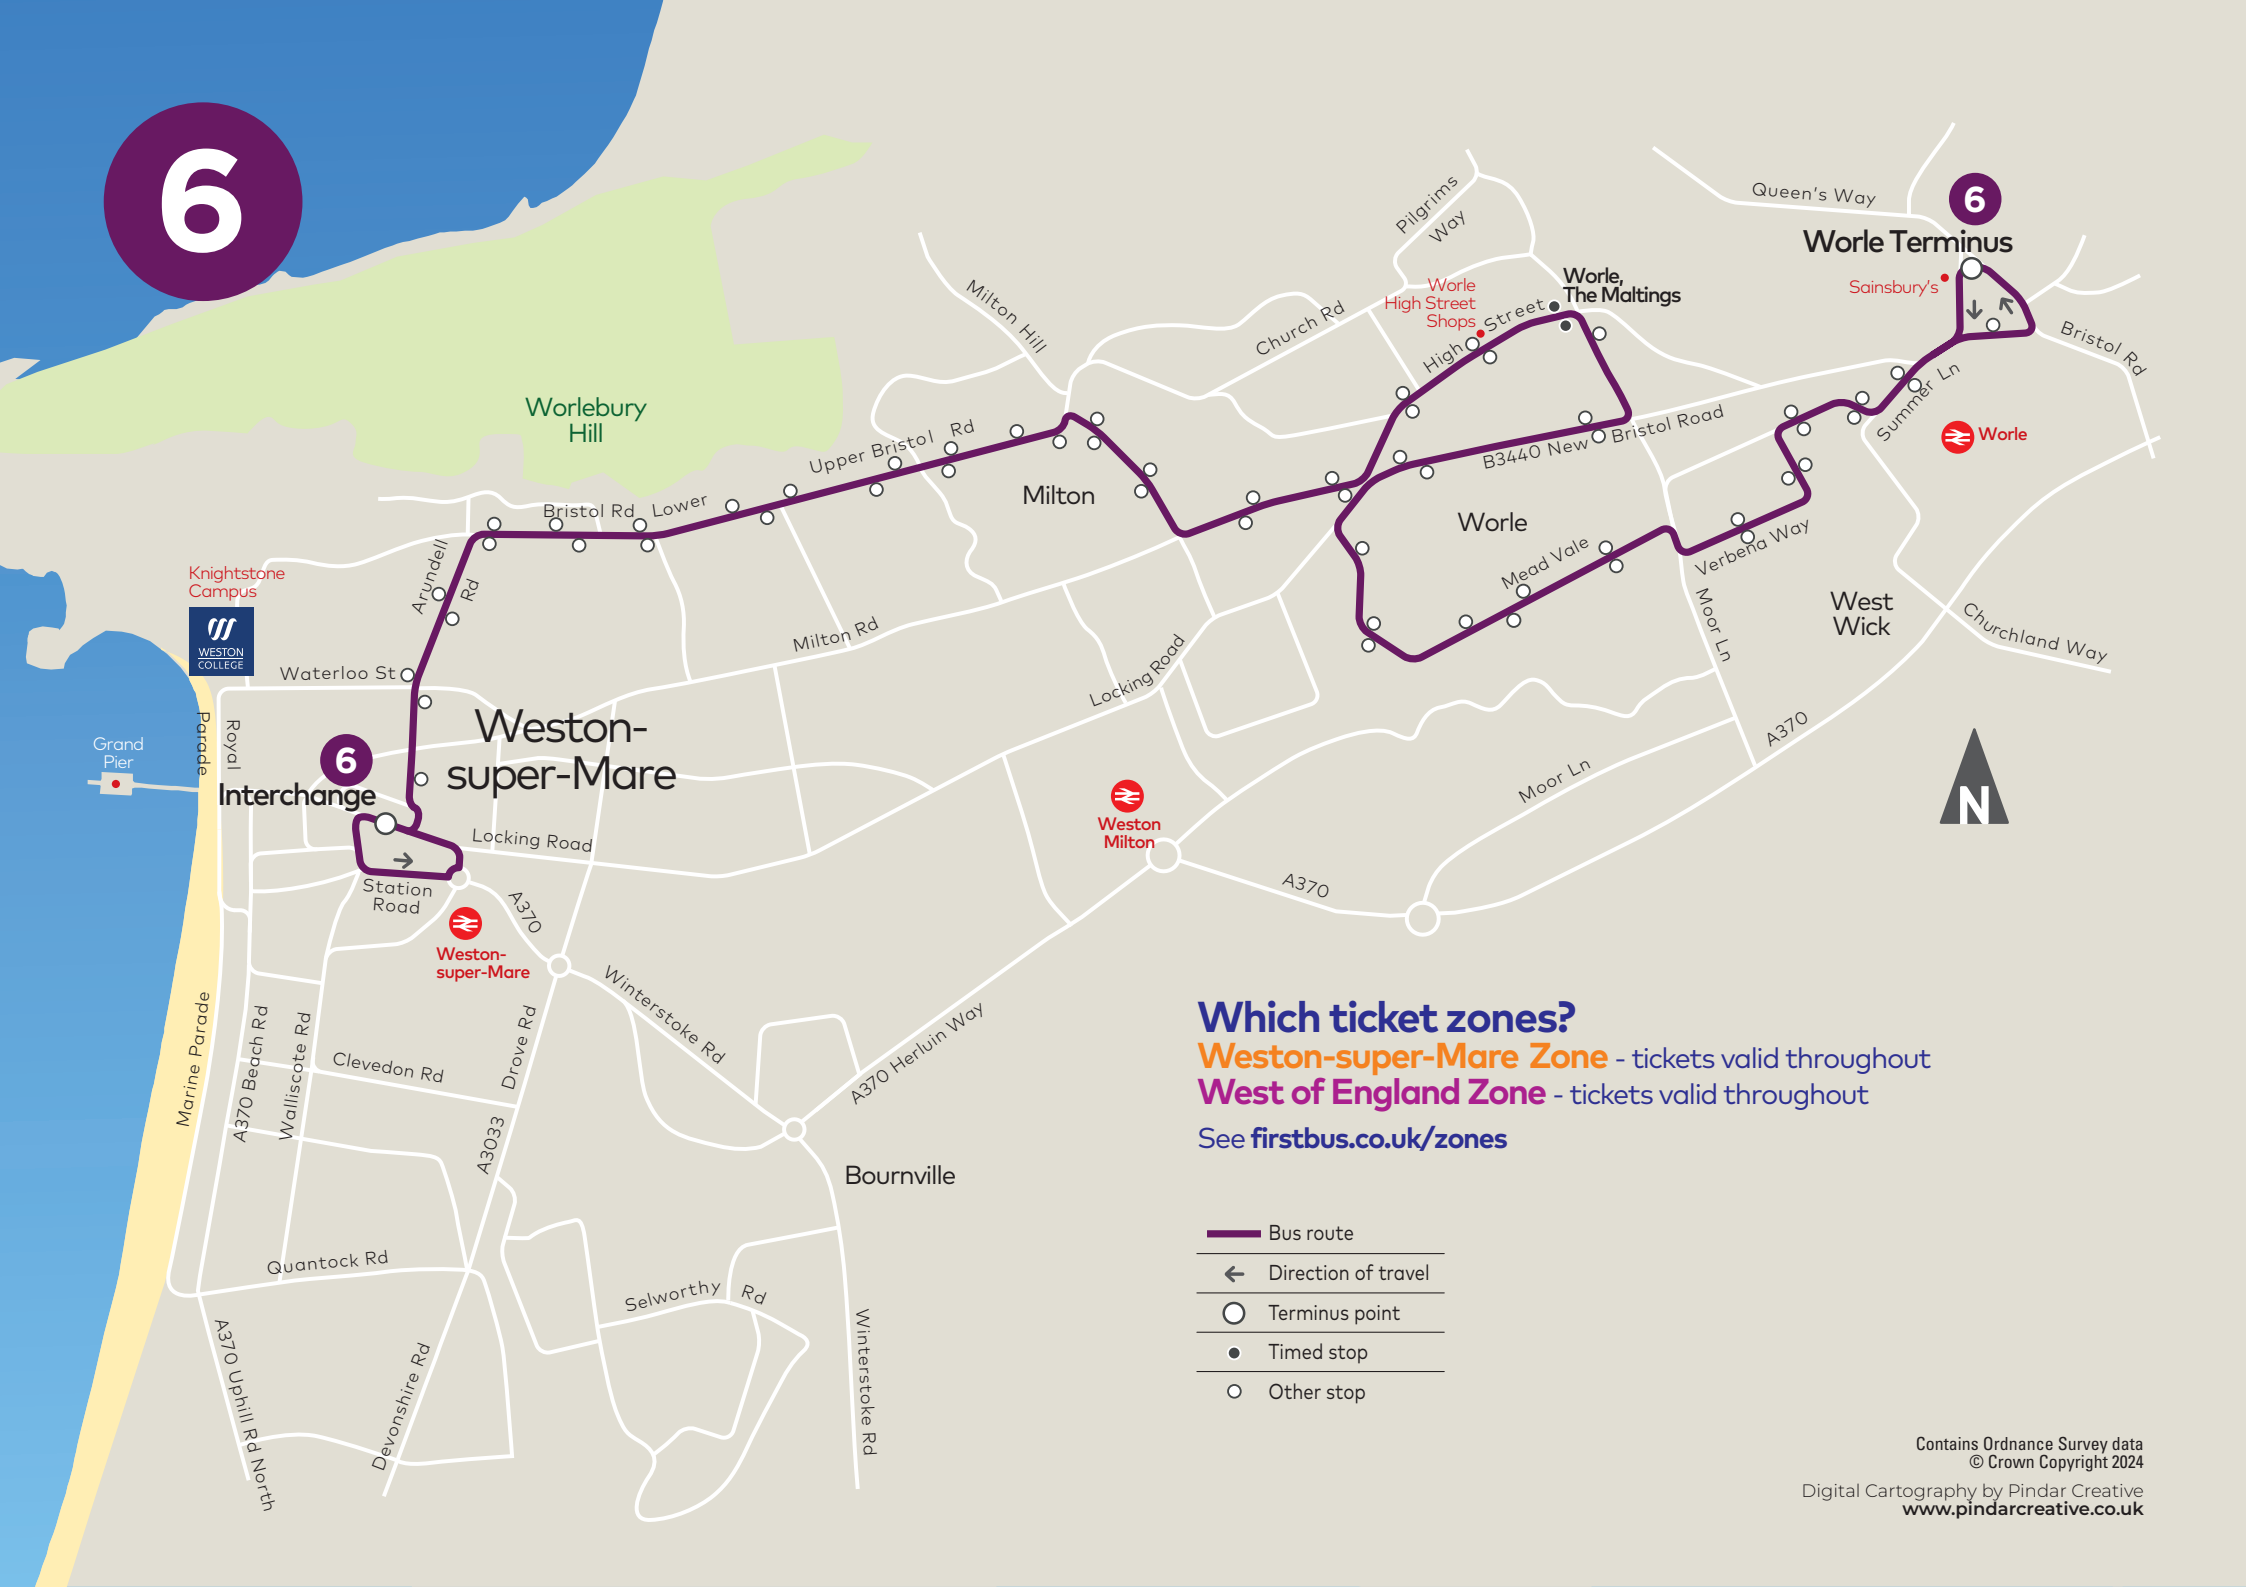 6
Queen's Way
6
Worle Terminus
Sainsbury's
Pilgrims
Way
Worle
High Street
Shops
Worle,
The Maltings
High Street
Church Rd
Milton Hill
Bristol Rd
Summer Ln
Worle
Worlebury
Hill
Upper Bristol Rd
B3440 New Bristol Road
Milton
Bristol Rd Lower
Worle
Mead Vale
Verbena Way
Arundell Rd
Knightstone
Campus
WESTON
COLLEGE
Moor Ln
West
Wick
Churchland Way
Milton Rd
Locking Road
Waterloo St
Royal
Parade
Weston-
super-Mare
Grand
Pier
6
Interchange
A370
Moor Ln
N
Weston
Milton
Locking Road
Station
Road
A370
A370
Weston-
super-Mare
Winterstoke Rd
Marine Parade
A370 Beach Rd
Walliscote Rd
Drove Rd
Clevedon Rd
A370 Herluin Way
A3033
Bournville
Which ticket zones?
Weston-super-Mare Zone - tickets valid throughout
West of England Zone - tickets valid throughout
See firstbus.co.uk/zones
Quantock Rd
Selworthy Rd
A370 Uphill Rd North
Devonshire Rd
Winterstoke Rd
Bus route
Direction of travel
Terminus point
Timed stop
Other stop
Contains Ordnance Survey data
© Crown Copyright 2024
Digital Cartography by Pindar Creative
www.pindarcreative.co.uk